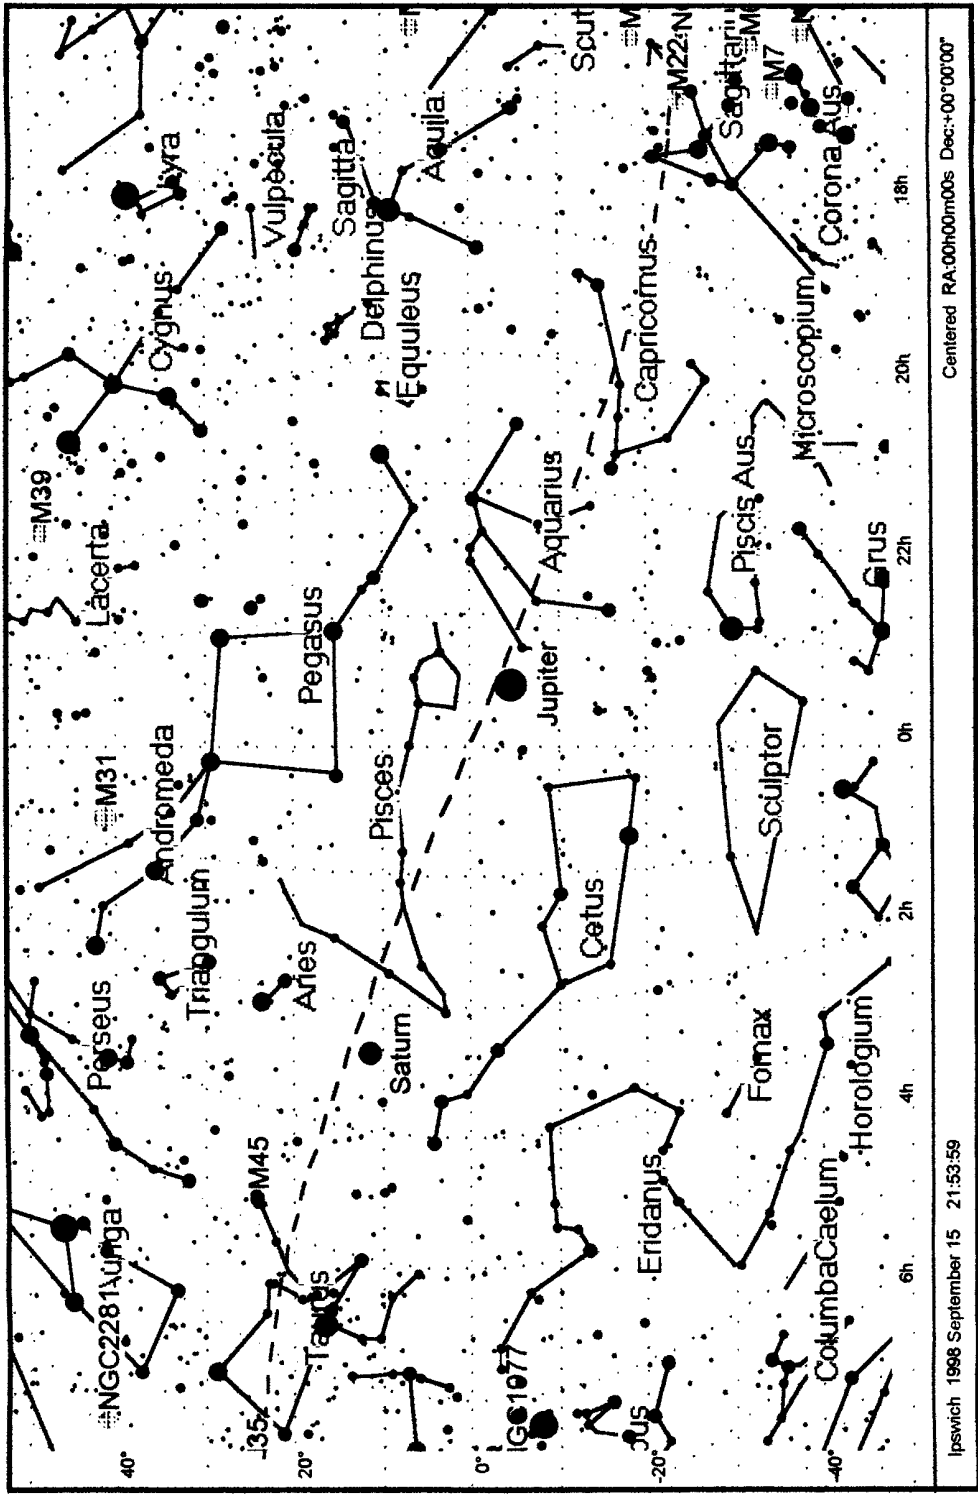 M39
NGC2281 Auriga Perseus M31 Lacerta
40°
Andromeda Cygnus Lyra
Triangulum
M45 Vulpecula
20° Taurus Aries Pegasus
Sagitta
Pisces Delphinus
Saturn Equuleus
Aquila
0°
Jupiter Aquarius
Cetus Scut
Eridanus Capricornus
-20°
M22
Piscis Aus. Sagittar
Fornax Sculptor M7
Microscopium
-40° Columba Caelum Corona Aus.
Horologium Grus
6h 4h 2h 0h 22h 20h 18h
Ipswich 1998 September 15 21:53:59 Centered RA:00h00m00s Dec:+00°00'00"